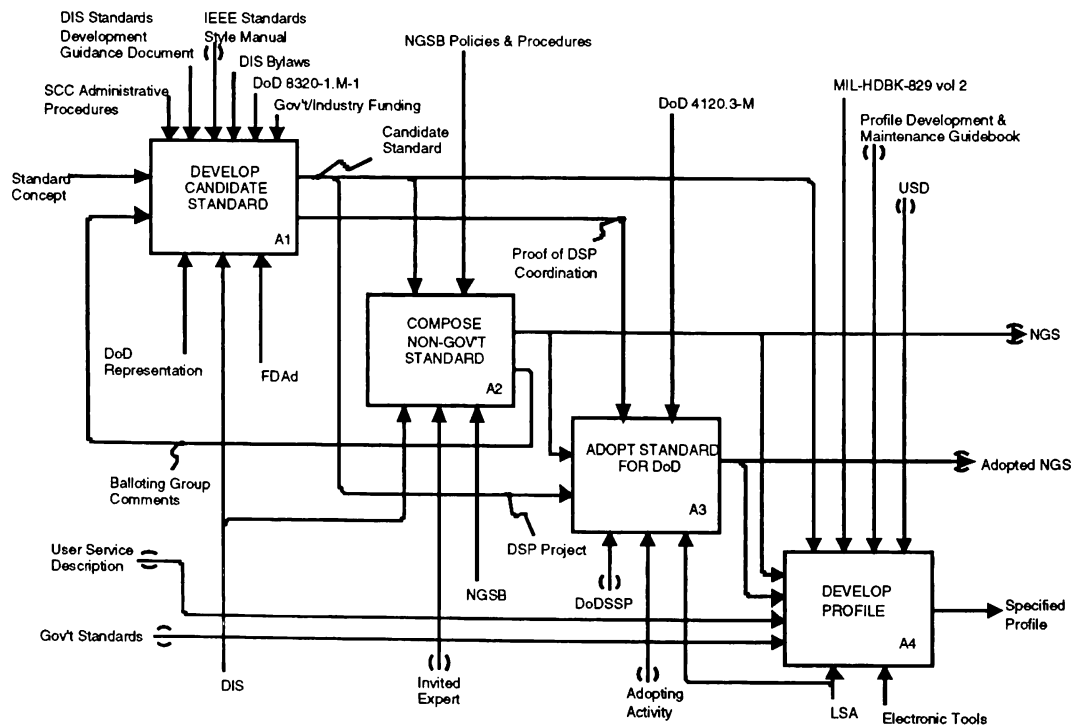 DIS Standards
Development
Guidance Document
IEEE Standards
Style Manual
DIS Bylaws
DoD 8320-1.M-1
Gov't/Industry Funding
SCC Administrative
Procedures
NGSB Policies & Procedures
DoD 4120.3-M
MIL-HDBK-829 vol 2
Profile Development &
Maintenance Guidebook
USD
Candidate
Standard
Standard
Concept
DEVELOP
CANDIDATE
STANDARD
A1
Proof of DSP
Coordination
DoD
Representation
FDAd
COMPOSE
NON-GOV'T
STANDARD
A2
NGS
Balloting Group
Comments
ADOPT STANDARD
FOR DoD
A3
Adopted NGS
DSP Project
User Service
Description
NGSB
DoDSSP
DEVELOP
PROFILE
A4
Specified
Profile
Gov't Standards
DIS
Invited
Expert
Adopting
Activity
LSA
Electronic Tools